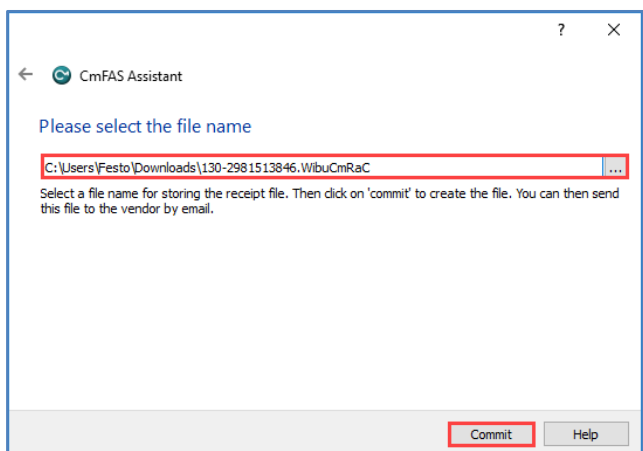 ?
CmFAS Assistant
Please select the file name
C:\Users\Festo\Downloads\130-2981513846.WibuCmRaC
...
Select a file name for storing the receipt file. Then click on 'commit' to create the file. You can then send
this file to the vendor by email.
Commit Help